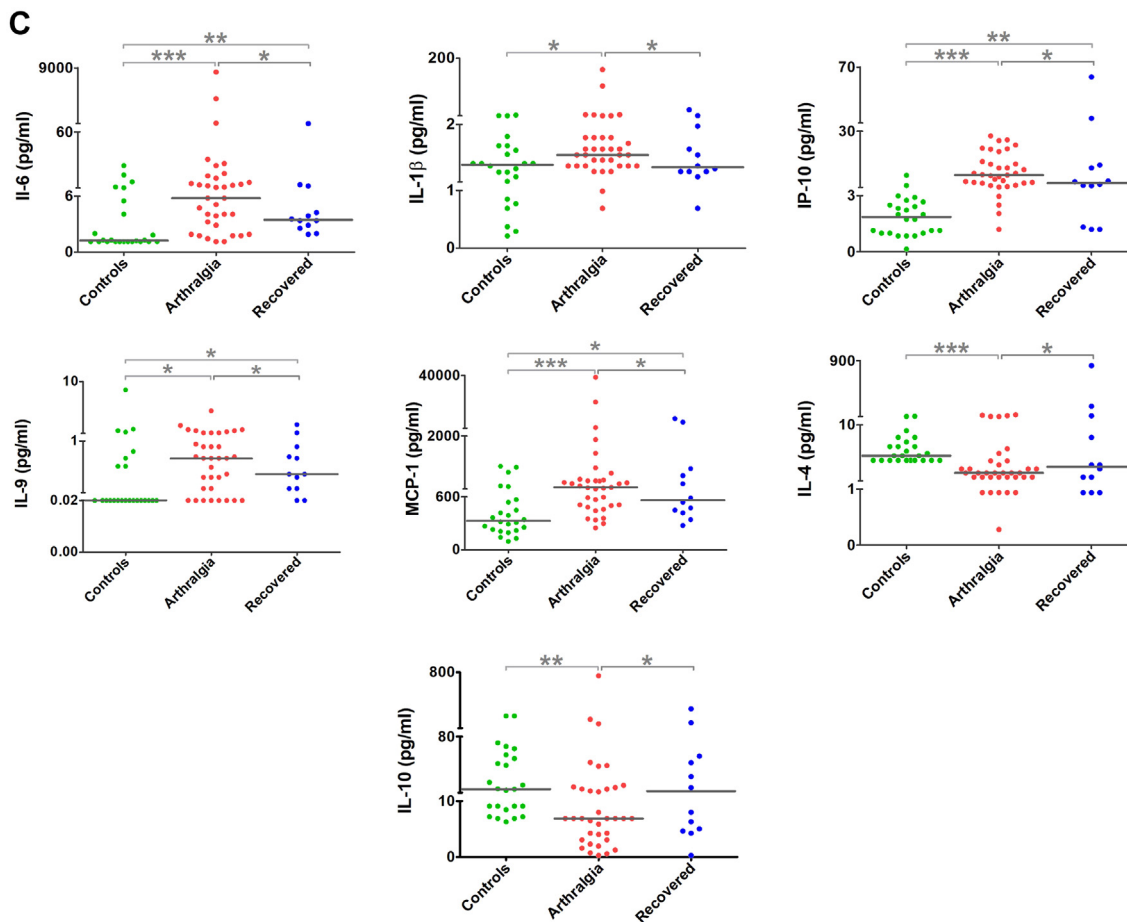 C
** 
*** *
9000
60
6
0
Il-6 (pg/ml)
Controls Arthralgia Recovered
* *
200
2
1
0
IL-1β (pg/ml)
Controls Arthralgia Recovered
**
*** *
70
30
3
0
IP-10 (pg/ml)
Controls Arthralgia Recovered
*
* *
10
1
0.02
0.00
IL-9 (pg/ml)
Controls Arthralgia Recovered
*
*** *
40000
2000
600
0
MCP-1 (pg/ml)
Controls Arthralgia Recovered
*** *
900
10
1
0
IL-4 (pg/ml)
Controls Arthralgia Recovered
** *
800
80
10
0
IL-10 (pg/ml)
Controls Arthralgia Recovered